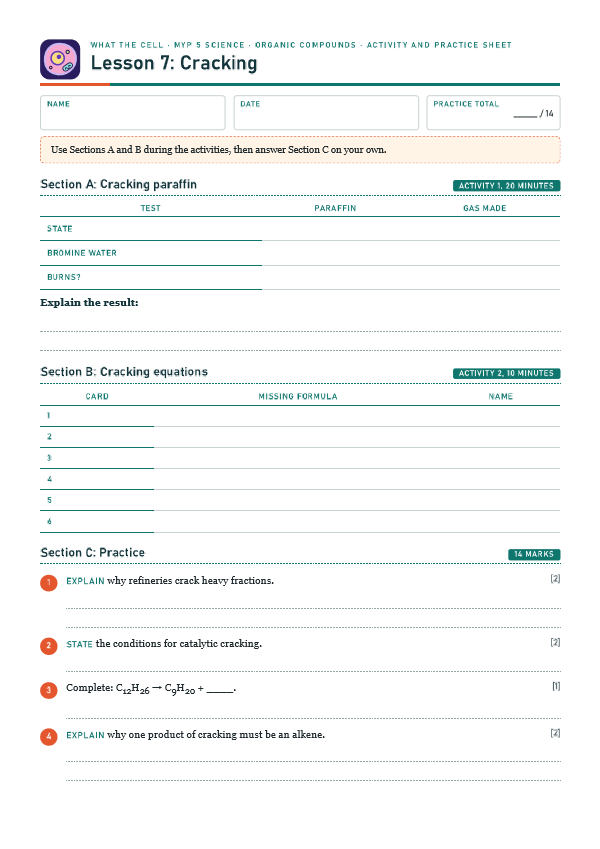 WHAT THE CELL · MYP 5 SCIENCE · ORGANIC COMPOUNDS · ACTIVITY AND PRACTICE SHEET
Lesson 7: Cracking
NAME
DATE
PRACTICE TOTAL
_____ / 14
Use Sections A and B during the activities, then answer Section C on your own.
Section A: Cracking paraffin
ACTIVITY 1, 20 MINUTES
TEST PARAFFIN GAS MADE
STATE
BROMINE WATER
BURNS?
Explain the result:
Section B: Cracking equations
ACTIVITY 2, 10 MINUTES
CARD MISSING FORMULA NAME
1
2
3
4
5
6
Section C: Practice
14 MARKS
1 EXPLAIN why refineries crack heavy fractions. [2]
2 STATE the conditions for catalytic cracking. [2]
3 Complete: C₁₂H₂₆ → C₉H₂₀ + _____. [1]
4 EXPLAIN why one product of cracking must be an alkene. [2]